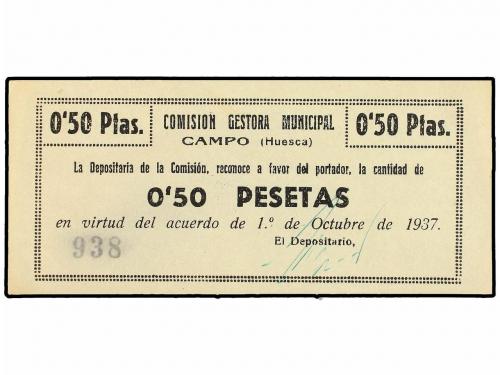 0'50 Ptas.
COMISION GESTORA MUNICIPAL
CAMPO (Huesca)
0'50 Ptas.
La Depositaria de la Comisión, reconoce a favor del portador, la cantidad de
0'50 PESETAS
en virtud del acuerdo de 1.º de Octubre de 1937.
938
El Depositario,